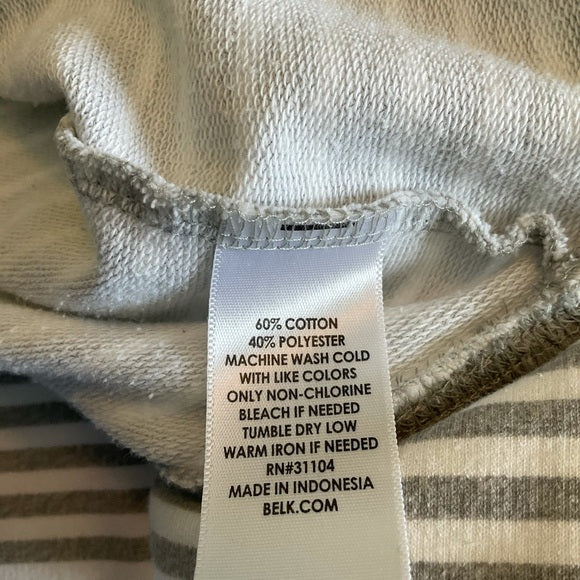 60% COTTON
40% POLYESTER
MACHINE WASH COLD
WITH LIKE COLORS
ONLY NON-CHLORINE
BLEACH IF NEEDED
TUMBLE DRY LOW
WARM IRON IF NEEDED
RN#31104
MADE IN INDONESIA
BELK.COM